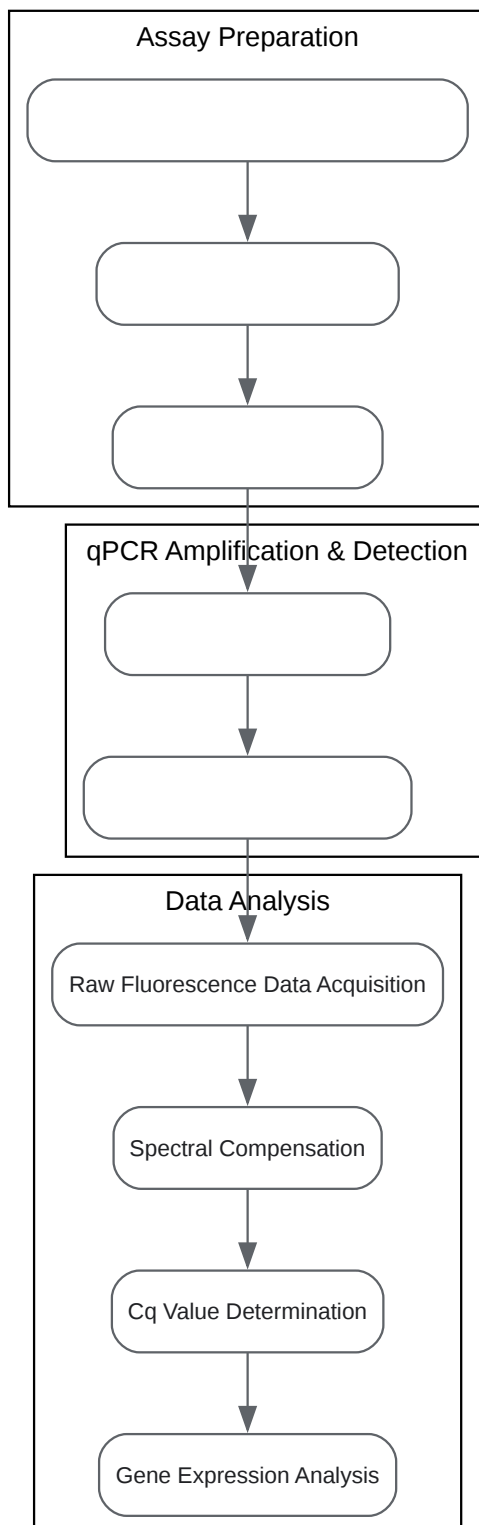 Assay Preparation
qPCR Amplification & Detection
Data Analysis
Raw Fluorescence Data Acquisition
Spectral Compensation
Cq Value Determination
Gene Expression Analysis